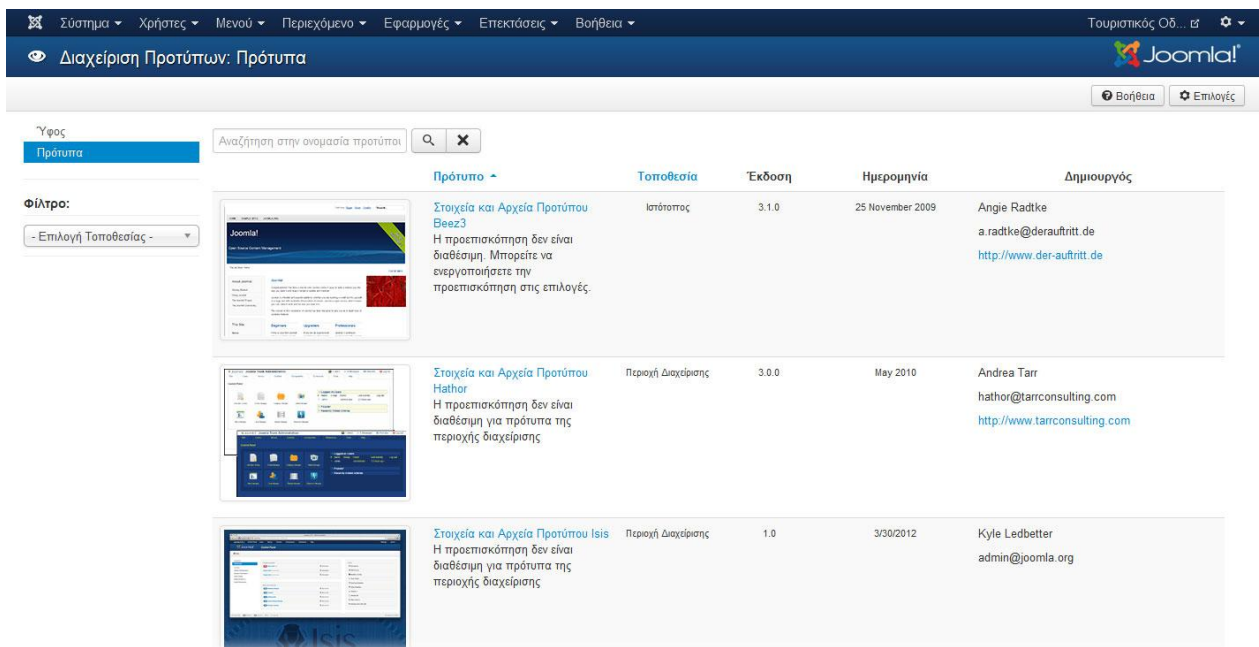 Σύστημα Χρήστες Μενού Περιεχόμενο Εφαρμογές Επεκτάσεις Βοήθεια Τουριστικός Οδ...
Διαχείριση Προτύπων: Πρότυπα Joomla!
Βοήθεια Επιλογές
Ύφος
Πρότυπα
Φίλτρο:
- Επιλογή Τοποθεσίας -
Αναζήτηση στην ονομασία προτύπου
Πρότυπο Τοποθεσία Έκδοση Ημερομηνία Δημιουργός
Joomla!
Στοιχεία και Αρχεία Προτύπου
Beez3
Η προεπισκόπηση δεν είναι
διαθέσιμη. Μπορείτε να
ενεργοποιήσετε την
προεπισκόπηση στις επιλογές.
Ιστότοπος
3.1.0
25 November 2009
Angie Radtke
a.radtke@derauftritt.de
http://www.der-auftritt.de
Στοιχεία και Αρχεία Προτύπου
Hathor
Η προεπισκόπηση δεν είναι
διαθέσιμη για πρότυπα της
περιοχής διαχείρισης
Περιοχή Διαχείρισης
3.0.0
May 2010
Andrea Tarr
hathor@tarrconsulting.com
http://www.tarrconsulting.com
Isis
Στοιχεία και Αρχεία Προτύπου Isis
Η προεπισκόπηση δεν είναι
διαθέσιμη για πρότυπα της
περιοχής διαχείρισης
Περιοχή Διαχείρισης
1.0
3/30/2012
Kyle Ledbetter
admin@joomla.org